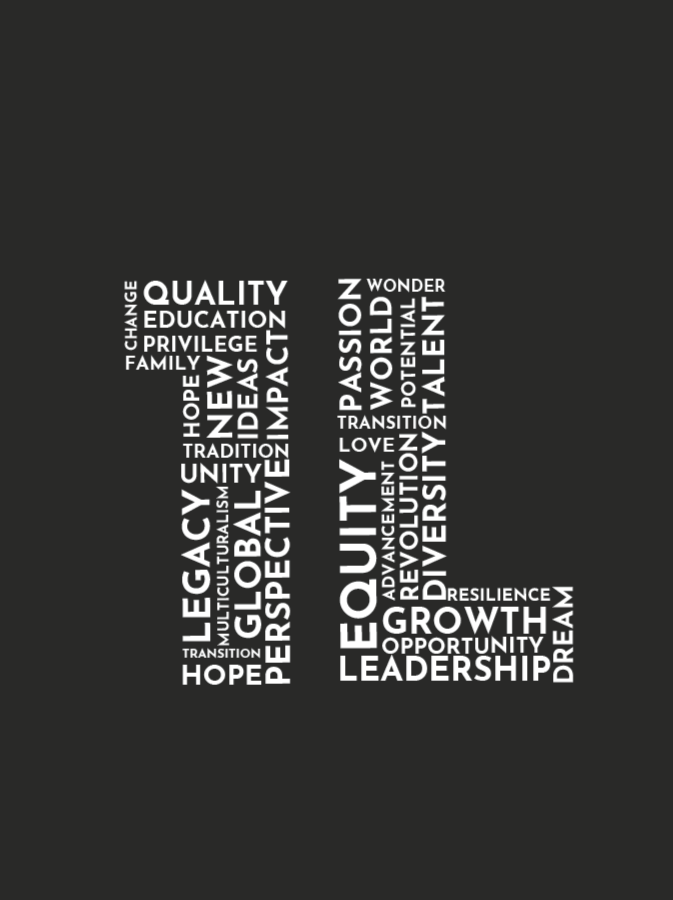 CHANGE
QUALITY
EDUCATION
PRIVILEGE
FAMILY
HOPE
NEW
IDEAS
IMPACT
TRADITION
UNITY
LEGACY
MULTICULTURALISM
GLOBAL
PERSPECTIVE
TRANSITION
HOPE
PASSION
WONDER
WORLD
POTENTIAL
TALENT
TRANSITION
LOVE
EQUITY
ADVANCEMENT
REVOLUTION
DIVERSITY
RESILIENCE
GROWTH
OPPORTUNITY
LEADERSHIP
DREAM